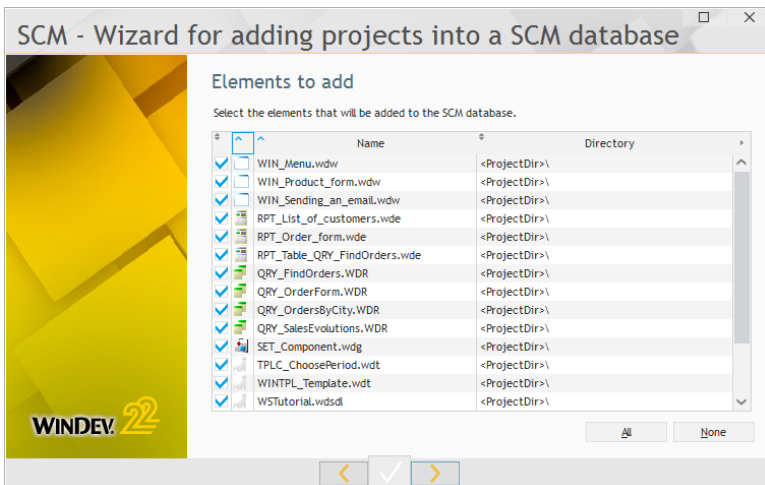 SCM - Wizard for adding projects into a SCM database
Elements to add
Select the elements that will be added to the SCM database.
Name Directory
WIN_Menu.wdw <ProjectDir>\
WIN_Product_form.wdw <ProjectDir>\
WIN_Sending_an_email.wdw <ProjectDir>\
RPT_List_of_customers.wde <ProjectDir>\
RPT_Order_form.wde <ProjectDir>\
RPT_Table_QRY_FindOrders.wde <ProjectDir>\
QRY_FindOrders.WDR <ProjectDir>\
QRY_OrderForm.WDR <ProjectDir>\
QRY_OrdersByCity.WDR <ProjectDir>\
QRY_SalesEvolutions.WDR <ProjectDir>\
SET_Component.wdg <ProjectDir>\
TPLC_ChoosePeriod.wdt <ProjectDir>\
WINTPL_Template.wdt <ProjectDir>\
WSTutorial.wdsdl <ProjectDir>\
All None
WINDEV. 22